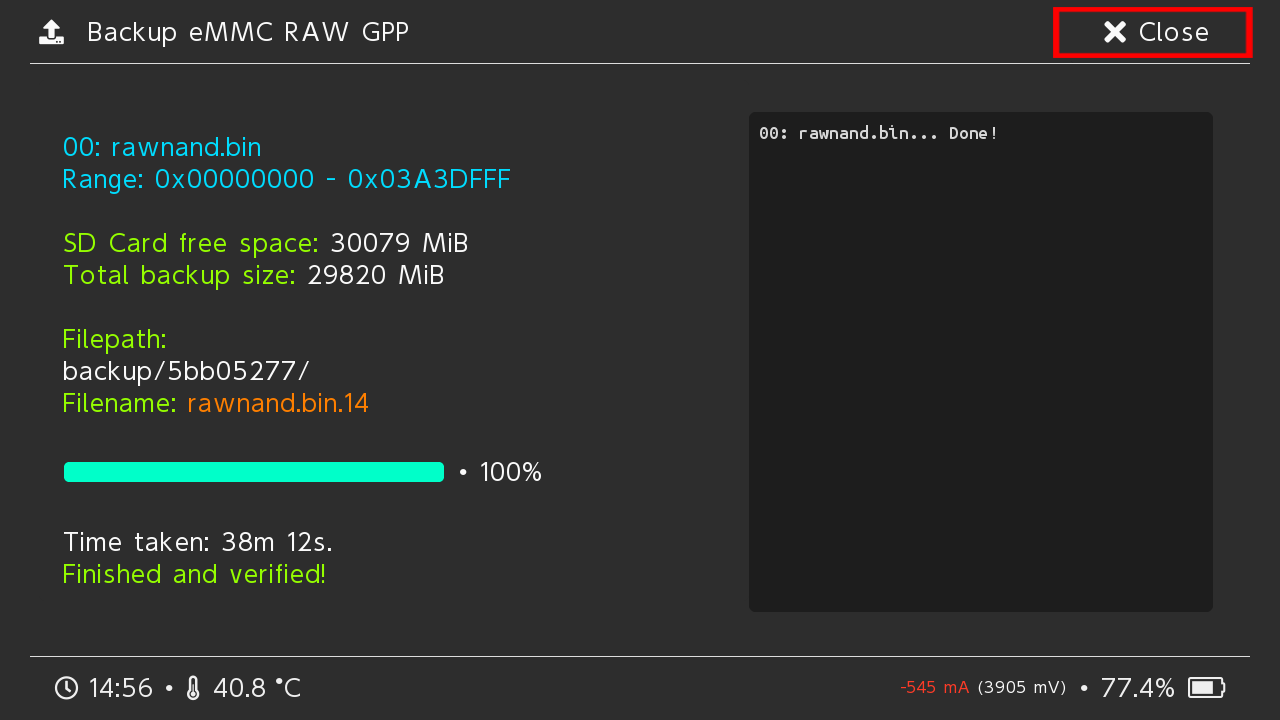 Backup eMMC RAW GPP
Close
00: rawnand.bin
Range: 0x00000000 - 0x03A3DFFF
SD Card free space: 30079 MiB
Total backup size: 29820 MiB
Filepath:
backup/5bb05277/
Filename: rawnand.bin.14
• 100%
Time taken: 38m 12s.
Finished and verified!
00: rawnand.bin... Done!
14:56 • 40.8 °C
-545 mA (3905 mV) • 77.4%